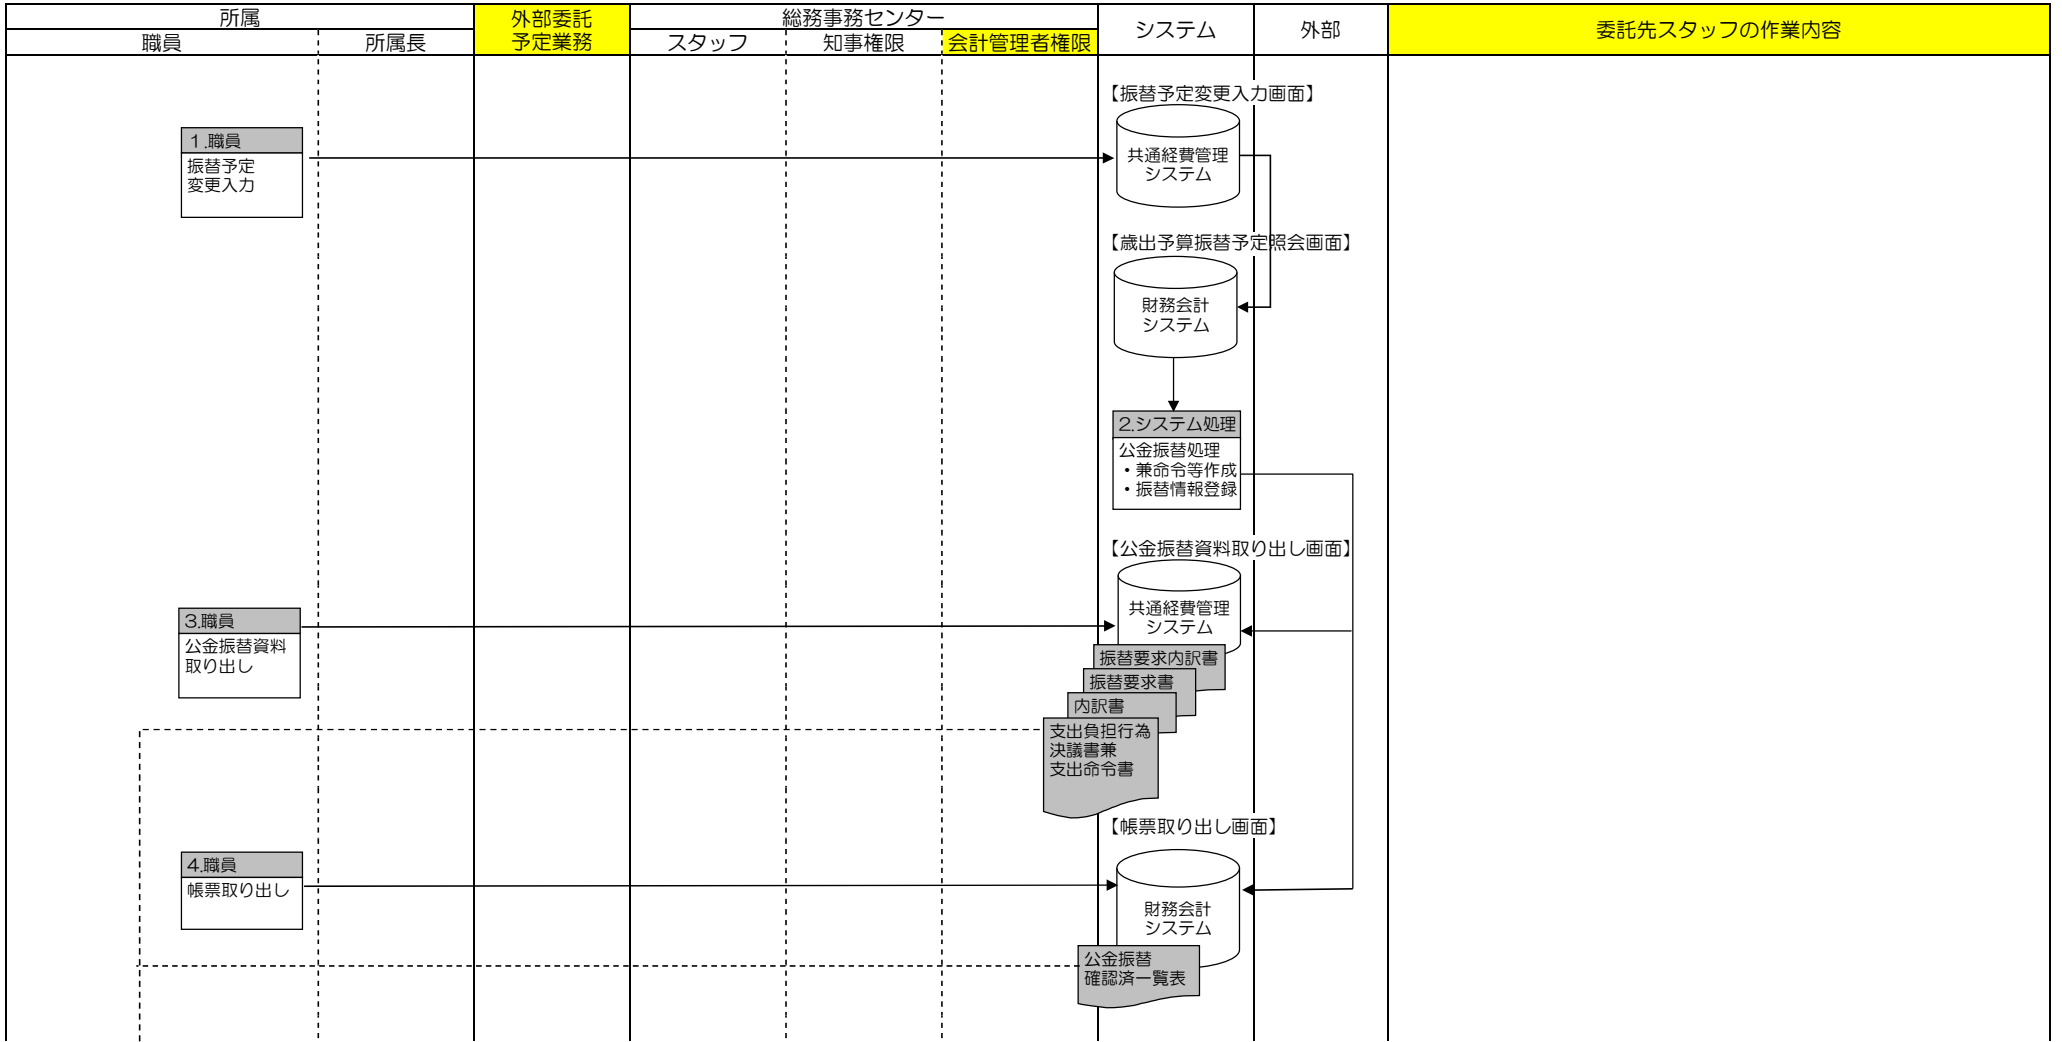 所属
外部委託
予定業務
総務事務センター
システム
外部
委託先スタッフの作業内容
職員
所属長
スタッフ
知事権限
会計管理者権限
【振替予定変更入力画面】
1.職員
振替予定
変更入力
共通経費管理
システム
【歳出予算振替予定照会画面】
財務会計
システム
2.システム処理
公金振替処理
・兼命令等作成
・振替情報登録
【公金振替資料取り出し画面】
3.職員
公金振替資料
取り出し
共通経費管理
システム
振替要求内訳書
振替要求書
内訳書
支出負担行為
決議書兼
支出命令書
【帳票取り出し画面】
4.職員
帳票取り出し
財務会計
システム
公金振替
確認済一覧表